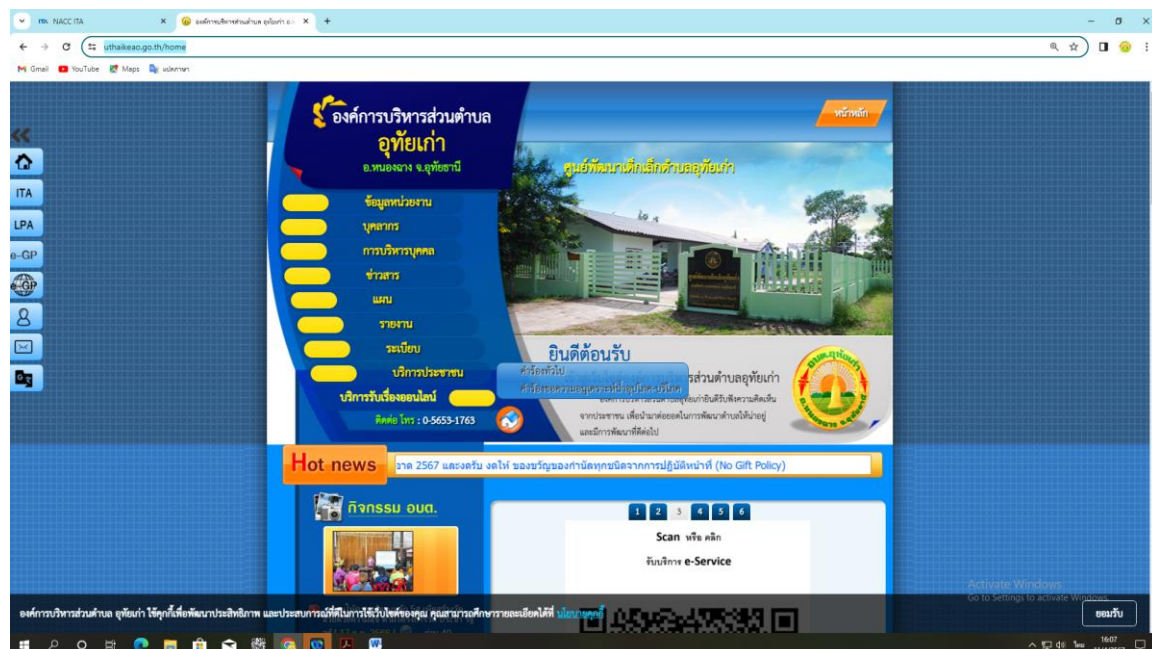 NACC ITA
องค์การบริหารส่วนตำบล อุทัยเก่า อ.ห
uthaikeao.go.th/home
Gmail YouTube Maps แปลภาษา
องค์การบริหารส่วนตำบล
อุทัยเก่า
อ.หนองฉาง จ.อุทัยธานี
หน้าหลัก
ศูนย์พัฒนาเด็กเล็กตำบลอุทัยเก่า
ITA
LPA
e-GP
e-GP
ข้อมูลหน่วยงาน
บุคลากร
การบริหารบุคคล
ข่าวสาร
แผน
รายงาน
ระเบียบ
บริการประชาชน
บริการรับเรื่องออนไลน์
ติดต่อ โทร : 0-5653-1763
คำร้องทั่วไป
ยินดีต้อนรับ
ส่วนตำบลอุทัยเก่า
จากประชาชน เพื่อนำมาต่อยอดในการพัฒนาตำบลให้น่าอยู่
และมีการพัฒนาที่ดีต่อไป
Hot news
วาด 2567 และงดรับ งดให้ ของขวัญของกำนัลทุกชนิดจากการปฏิบัติหน้าที่ (No Gift Policy)
กิจกรรม อบต.
1 2 3 4 5 6
Scan หรือ คลิก
รับบริการ e-Service
Activate Windows
Go to Settings to activate Windows.
องค์การบริหารส่วนตำบล อุทัยเก่า ใช้คุกกี้เพื่อพัฒนาประสิทธิภาพ และประสบการณ์ที่ดีในการใช้เว็บไซต์ของคุณ คุณสามารถศึกษารายละเอียดได้ที่ นโยบายคุกกี้
ยอมรับ
ไทย
16:07